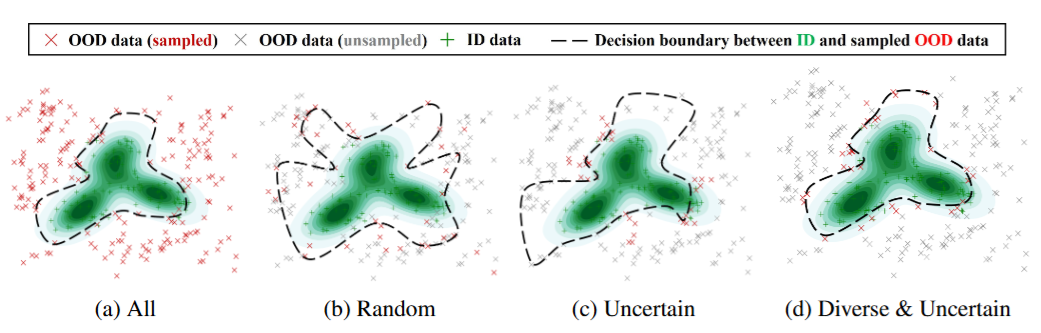 OOD data (sampled) OOD data (unsampled) ID data Decision boundary between ID and sampled OOD data
(a) All (b) Random (c) Uncertain (d) Diverse & Uncertain